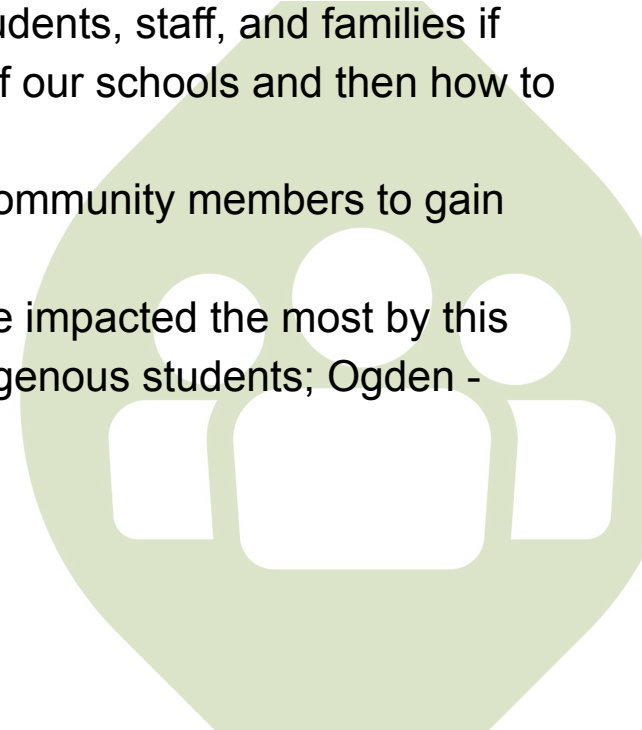 udents, staff, and families if
f our schools and then how to
ommunity members to gain
e impacted the most by this
genous students; Ogden -